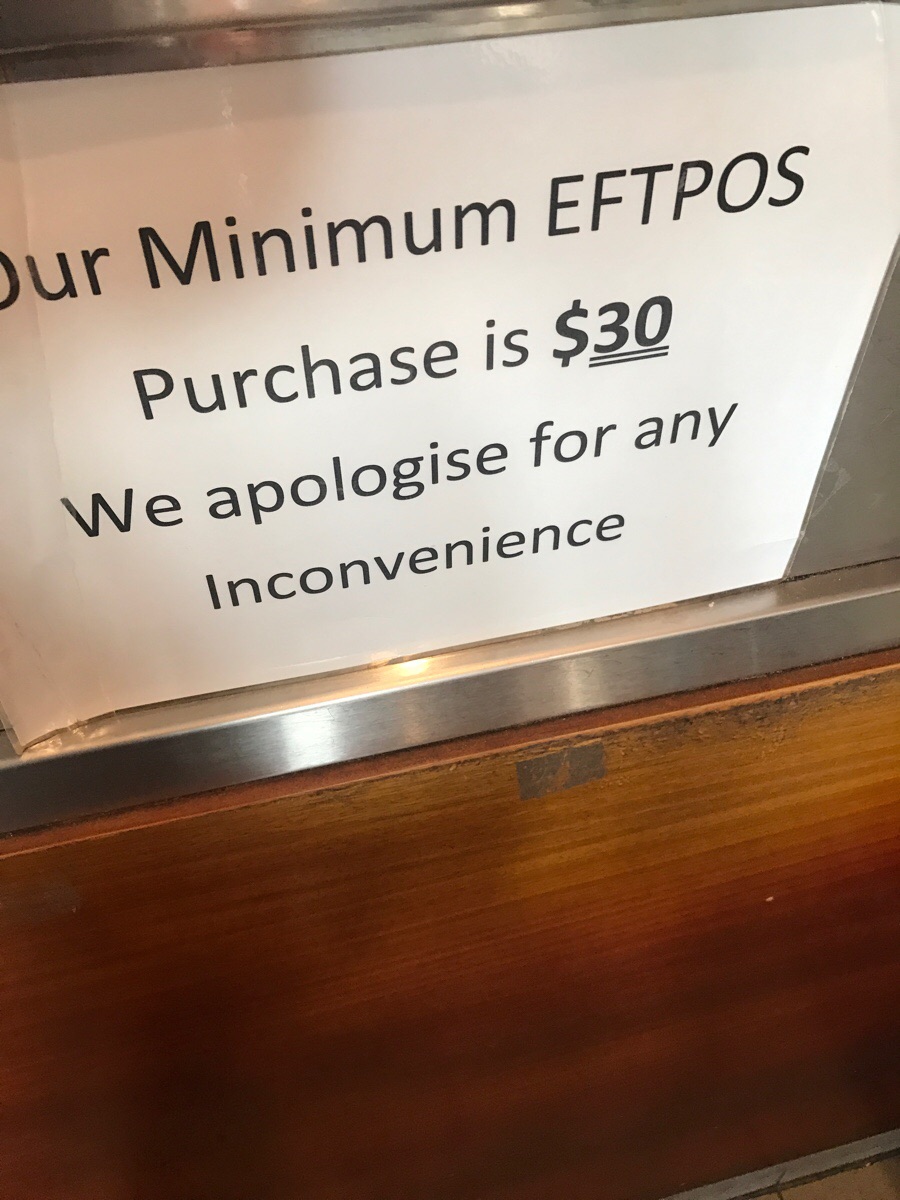 Our Minimum EFTPOS
Purchase is $30
We apologise for any
Inconvenience